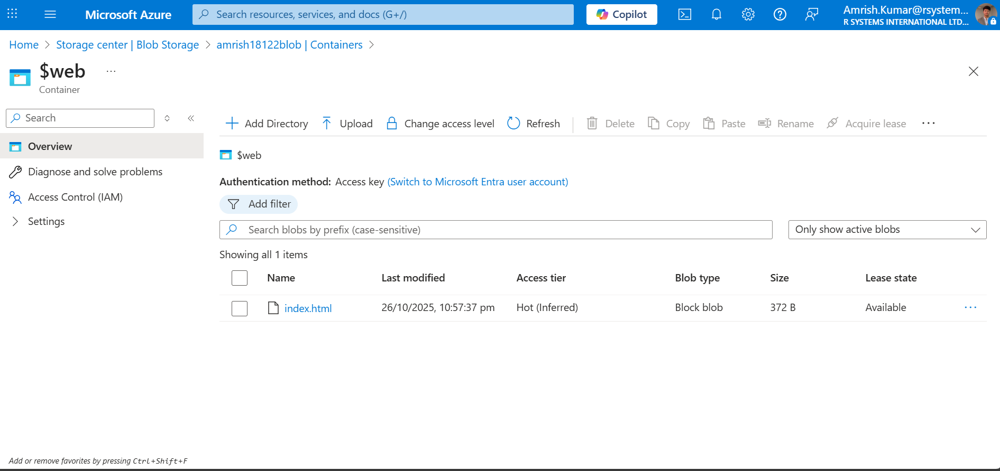 Microsoft Azure
Search resources, services, and docs (G+/)
Copilot
Amrish.Kumar@rsystem...
R SYSTEMS INTERNATIONAL LTD...
Home > Storage center | Blob Storage > amrish18122blob | Containers >
$web ...
Container
Search
Overview
Diagnose and solve problems
Access Control (IAM)
Settings
Add Directory Upload Change access level Refresh Delete Copy Paste Rename Acquire lease ...
$web
Authentication method: Access key (Switch to Microsoft Entra user account)
Add filter
Search blobs by prefix (case-sensitive)
Only show active blobs
Showing all 1 items
Name Last modified Access tier Blob type Size Lease state
index.html 26/10/2025, 10:57:37 pm Hot (Inferred) Block blob 372 B Available ...
Add or remove favorites by pressing Ctrl+Shift+F